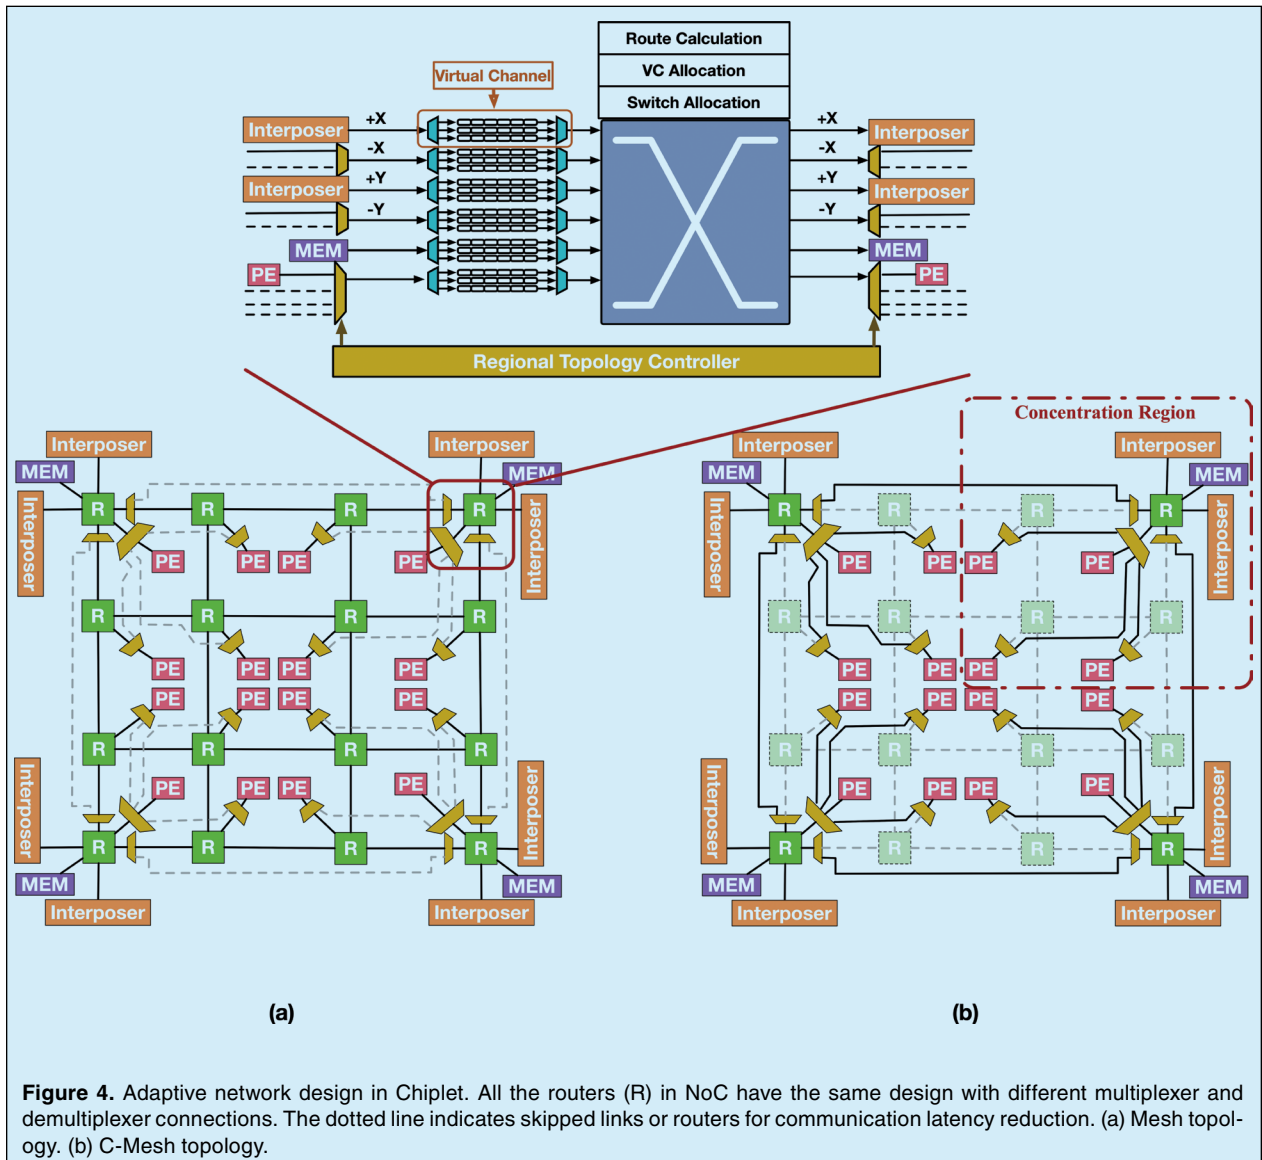 Route Calculation
VC Allocation
Switch Allocation
Virtual Channel
Interposer +X +X Interposer
-X -X
Interposer +Y +Y Interposer
-Y -Y
MEM MEM
PE PE
Regional Topology Controller
Concentration Region
Interposer Interposer Interposer Interposer
MEM MEM MEM MEM
Interposer R R R R Interposer Interposer R R R R Interposer
PE PE PE PE PE PE PE PE
R R R R R R R R
PE PE PE PE PE PE PE PE
PE PE PE PE PE PE PE PE
R R R R R R R R
Interposer PE PE PE PE Interposer Interposer PE PE PE PE Interposer
R R R R R R R R
MEM MEM MEM MEM
Interposer Interposer Interposer Interposer
(a) (b)
Figure 4. Adaptive network design in Chiplet. All the routers (R) in NoC have the same design with different multiplexer and
demultiplexer connections. The dotted line indicates skipped links or routers for communication latency reduction. (a) Mesh topol-
ogy. (b) C-Mesh topology.